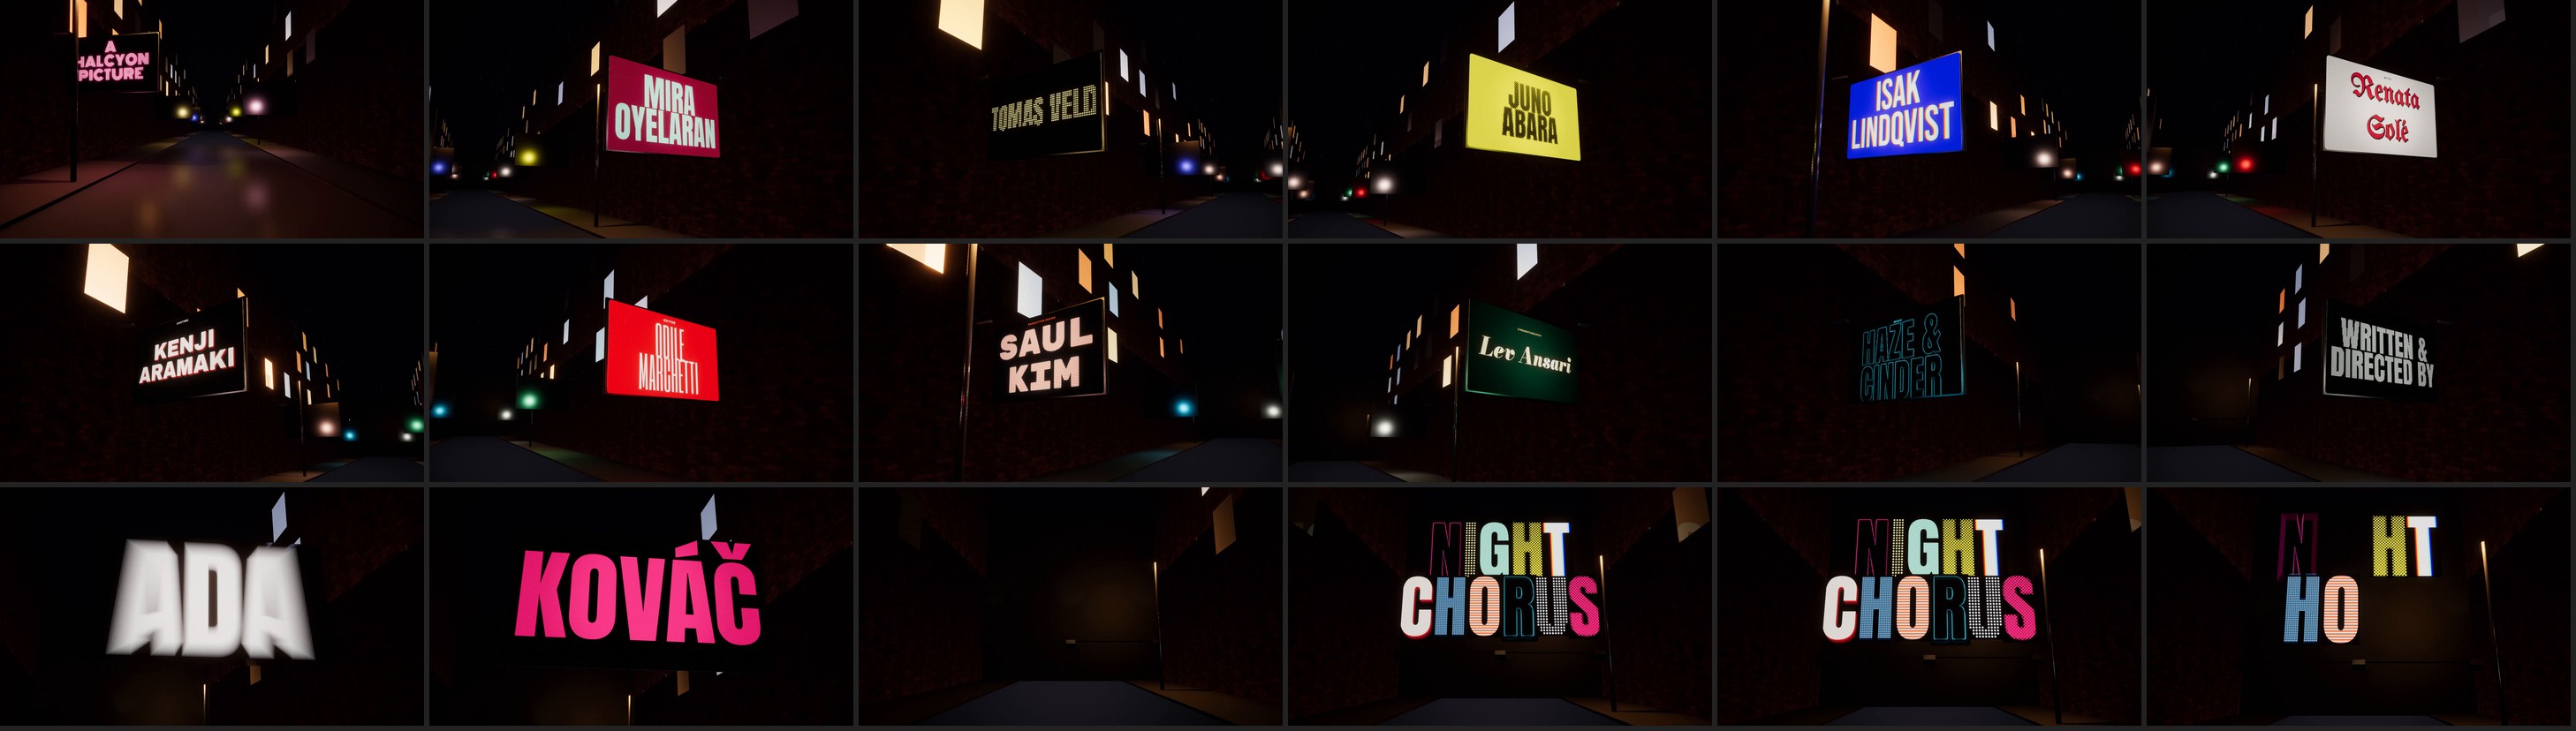 A
HALCYON
PICTURE
MIRA
OYELARAN
TOMAS VELD
JUNO
ABARA
ISAK
LINDQVIST
Renata
Solé
KENJI
ARAMAKI
ODILE
MARCHETTI
SAUL
KIM
Lev Ansari
HAZE &
CINDER
WRITTEN &
DIRECTED BY
ADA
KOVÁČ
NIGHT
CHORUS
NIGHT
CHORUS
N HT
HO